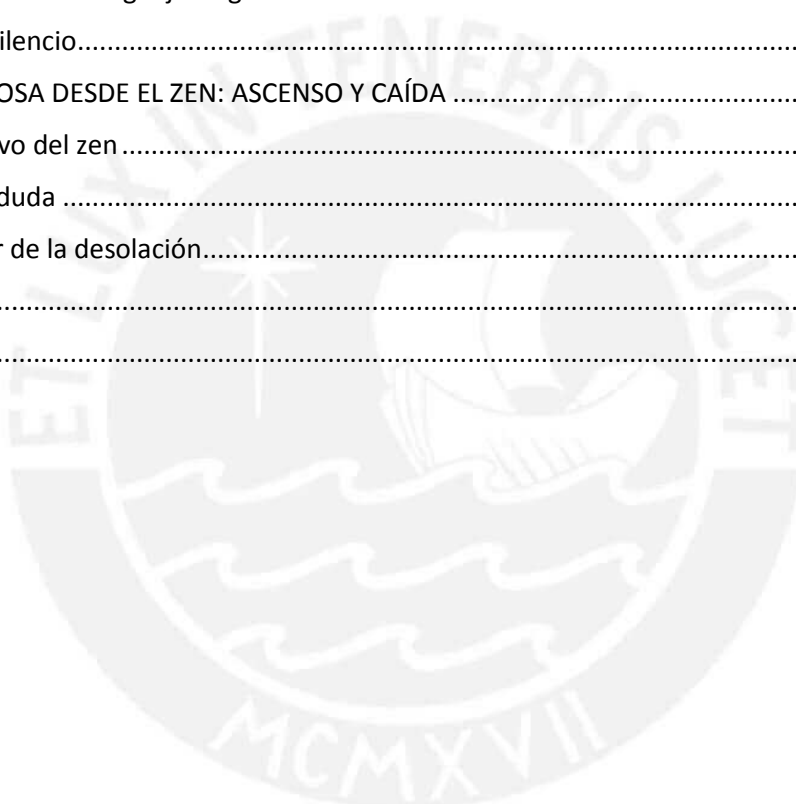 ilencio
OSA DESDE EL ZEN: ASCENSO Y CAÍDA
vo del zen
duda
r de la desolación
ET LUX IN TENEBRIS LUCET
MCMXVII